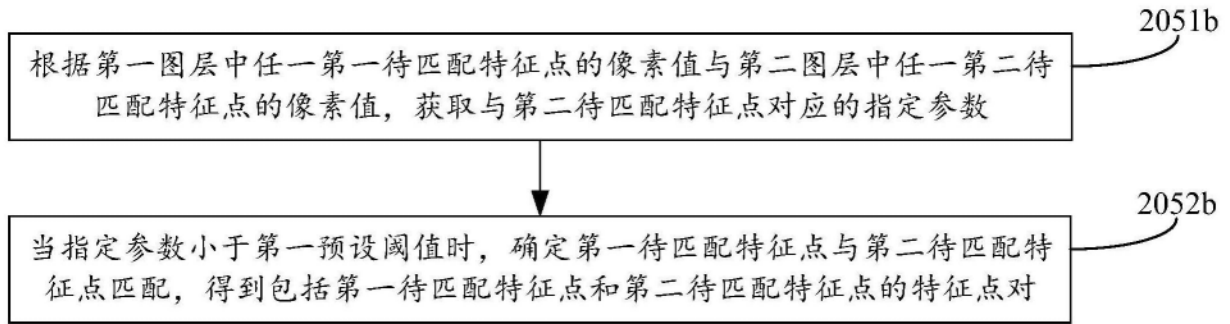 2051b
根据第一图层中任一第一待匹配特征点的像素值与第二图层中任一第二待
匹配特征点的像素值，获取与第二待匹配特征点对应的指定参数
2052b
当指定参数小于第一预设阈值时，确定第一待匹配特征点与第二待匹配特
征点匹配，得到包括第一待匹配特征点和第二待匹配特征点的特征点对